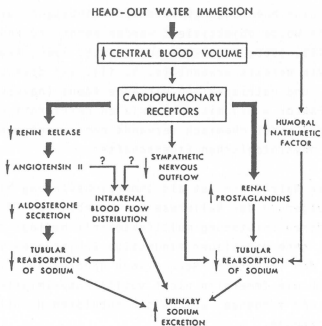 HEAD-OUT WATER IMMERSION
CENTRAL BLOOD VOLUME
CARDIOPULMONARY
RECEPTORS
RENIN RELEASE
ANGIOTENSIN II
?
?
SYMPATHETIC
NERVOUS
OUTFLOW
HUMORAL
NATRIURETIC
FACTOR
ALDOSTERONE
SECRETION
INTRARENAL
BLOOD FLOW
DISTRIBUTION
RENAL
PROSTAGLANDINS
TUBULAR
REABSORPTION
OF SODIUM
TUBULAR
REABSORPTION
OF SODIUM
URINARY
SODIUM
EXCRETION